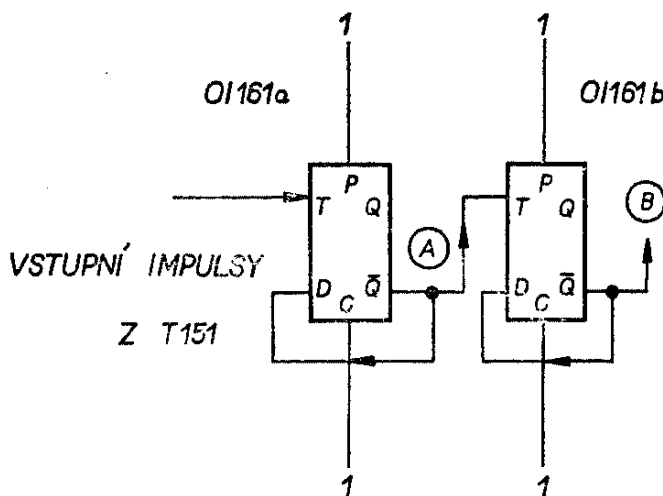 1
1
OI161a
OI161b
P
P
T
Q
T
Q
B
A
VSTUPNÍ IMPULSY
D
Q̅
D
Q̅
C
C
Z T151
1
1